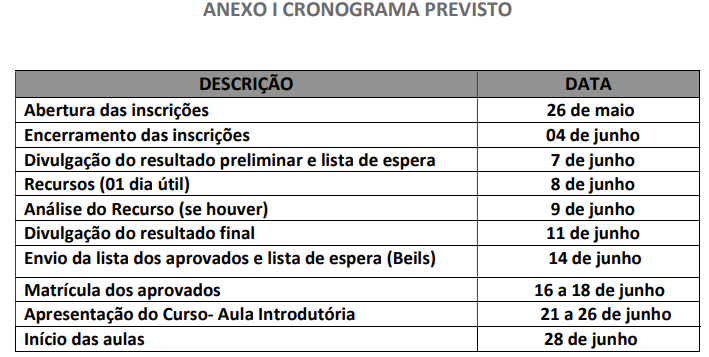 ANEXO I CRONOGRAMA PREVISTO
DESCRIÇÃO DATA
Abertura das inscrições 26 de maio
Encerramento das inscrições 04 de junho
Divulgação do resultado preliminar e lista de espera 7 de junho
Recursos (01 dia útil) 8 de junho
Análise do Recurso (se houver) 9 de junho
Divulgação do resultado final 11 de junho
Envio da lista dos aprovados e lista de espera (Beils) 14 de junho
Matrícula dos aprovados 16 a 18 de junho
Apresentação do Curso- Aula Introdutória 21 a 26 de junho
Início das aulas 28 de junho